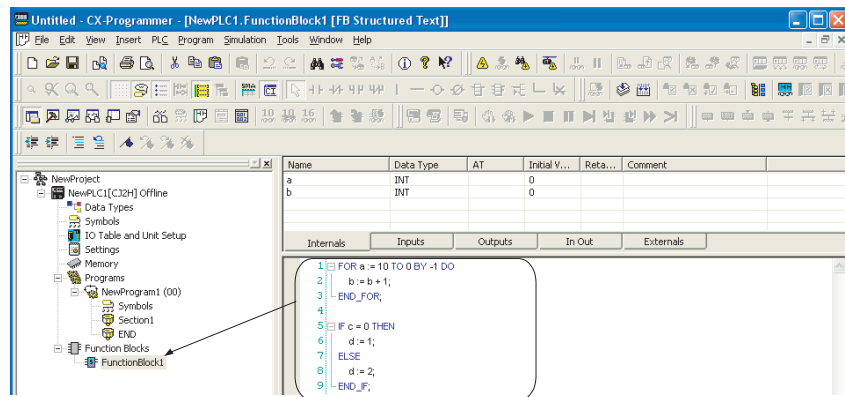 Untitled - CX-Programmer - [NewPLC1.FunctionBlock1 [FB Structured Text]]
File Edit View Insert PLC Program Simulation Tools Window Help
Name Data Type AT Initial V... Reta... Comment
a INT 0
b INT 0
Internals Inputs Outputs In Out Externals
NewProject
NewPLC1[CJ2H] Offline
Data Types
Symbols
IO Table and Unit Setup
Settings
Memory
Programs
NewProgram1 (00)
Symbols
Section1
END
Function Blocks
FunctionBlock1
1 FOR a := 10 TO 0 BY -1 DO
2 b := b + 1;
3 END_FOR;
4
5 IF c = 0 THEN
6 d := 1;
7 ELSE
8 d := 2;
9 END_IF;